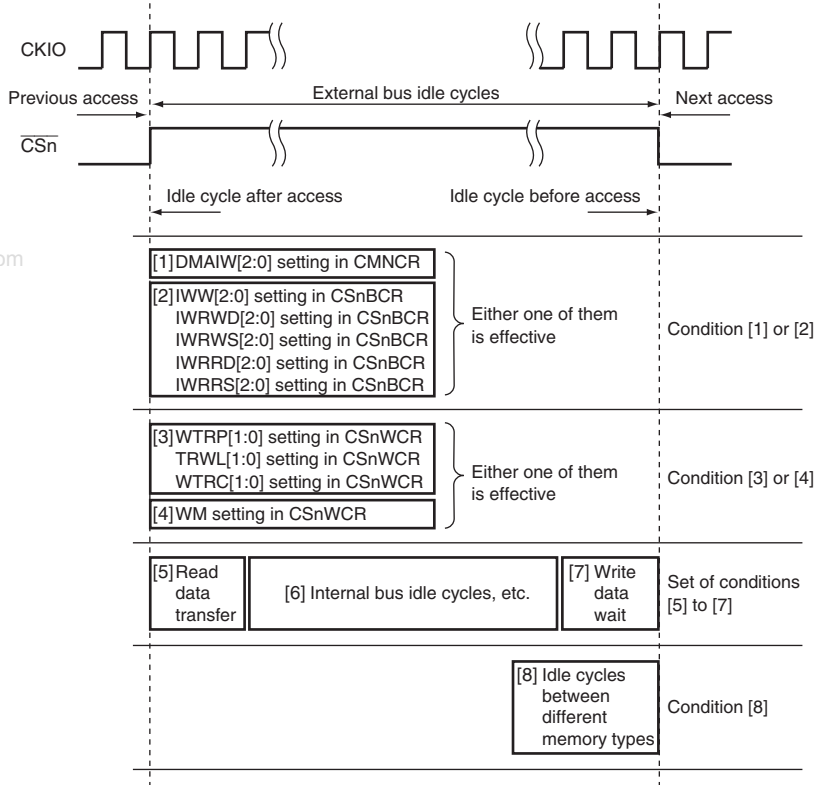 CKIO
External bus idle cycles
Previous access
Next access
CSn
Idle cycle after access
Idle cycle before access
om
[1] DMAIW[2:0] setting in CMNCR
[2] IWW[2:0] setting in CSnBCR
IWRWD[2:0] setting in CSnBCR
IWRWS[2:0] setting in CSnBCR
IWRRD[2:0] setting in CSnBCR
IWRRS[2:0] setting in CSnBCR
Either one of them
is effective
Condition [1] or [2]
[3] WTRP[1:0] setting in CSnWCR
TRWL[1:0] setting in CSnWCR
WTRC[1:0] setting in CSnWCR
[4] WM setting in CSnWCR
Either one of them
is effective
Condition [3] or [4]
[5] Read
data
transfer
[6] Internal bus idle cycles, etc.
[7] Write
data
wait
Set of conditions
[5] to [7]
[8] Idle cycles
between
different
memory types
Condition [8]